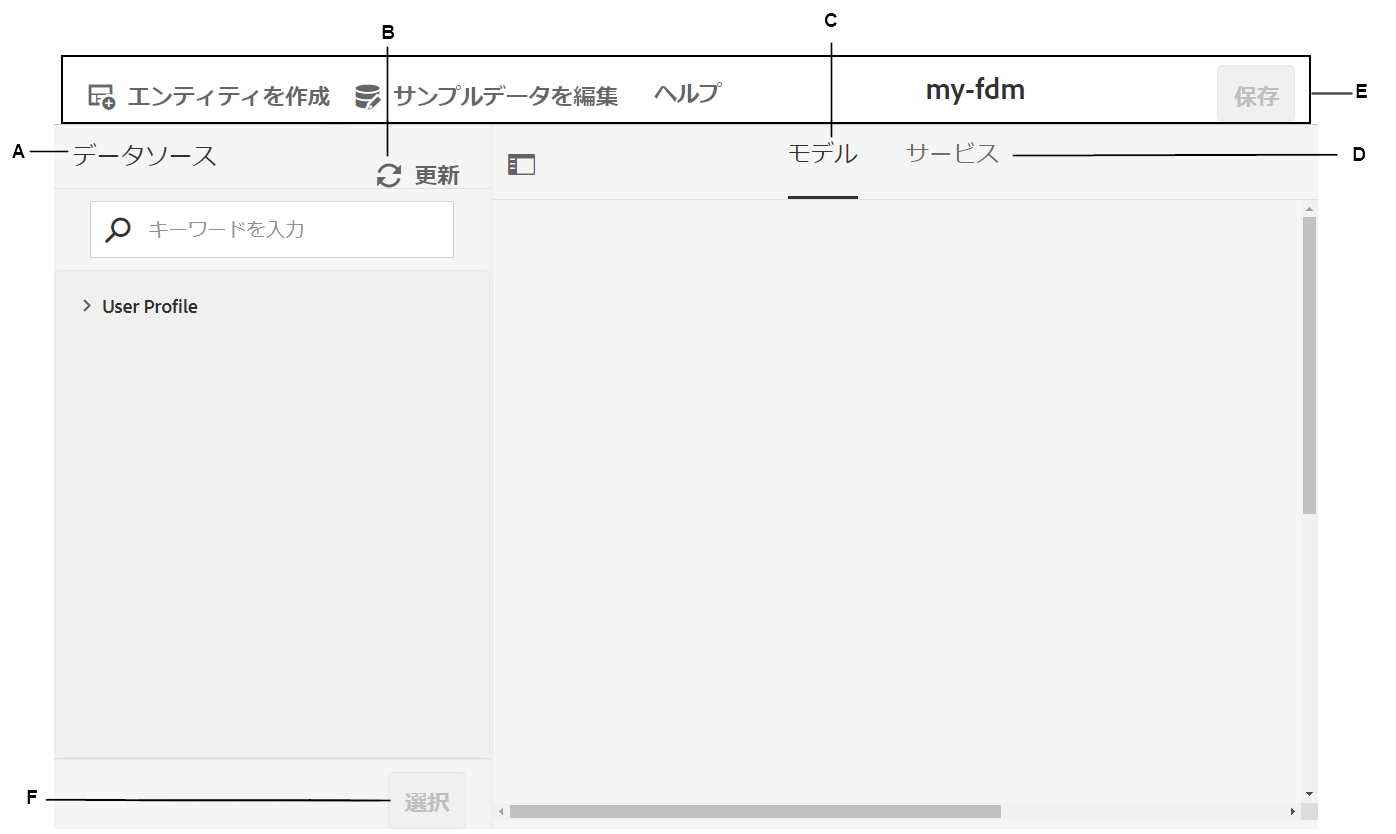 B
C
エンティティを作成 サンプルデータを編集 ヘルプ my-fdm 保存
E
A
データソース
更新
モデル サービス
D
キーワードを入力
User Profile
F
選択